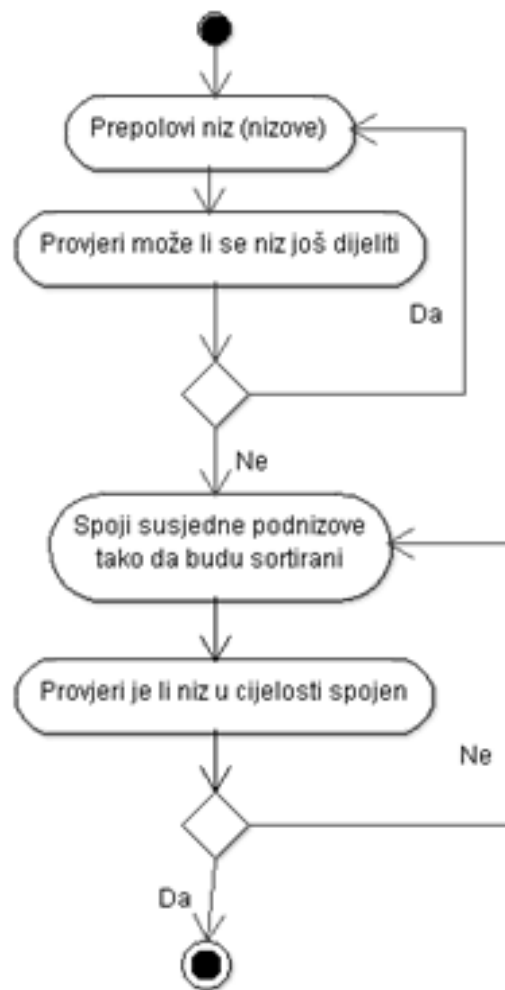 Prepolovi niz (nizove)
Provjeri može li se niz još dijeliti
Da
Ne
Spoji susjedne podnizove
tako da budu sortirani
Provjeri je li niz u cijelosti spojen
Ne
Da